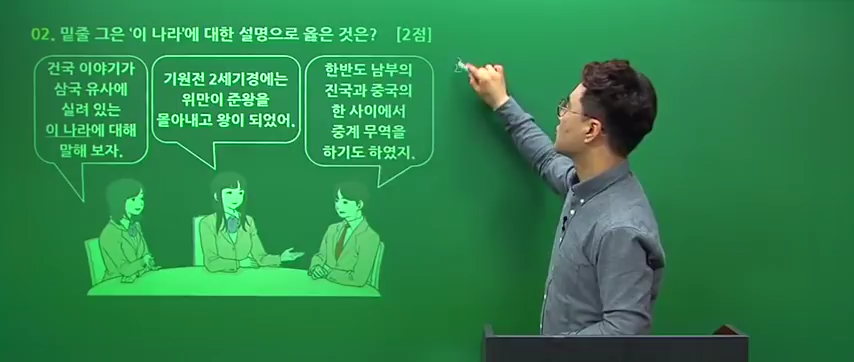 02. 밑줄 그은 '이 나라'에 대한 설명으로 옳은 것은? [2점]
건국 이야기가
삼국 유사에
실려 있는
이 나라에 대해
말해 보자.
기원전 2세기경에는
위만이 준왕을
몰아내고 왕이 되었어.
한반도 남부의
진국과 중국의
한 사이에서
중계 무역을
하기도 하였지.